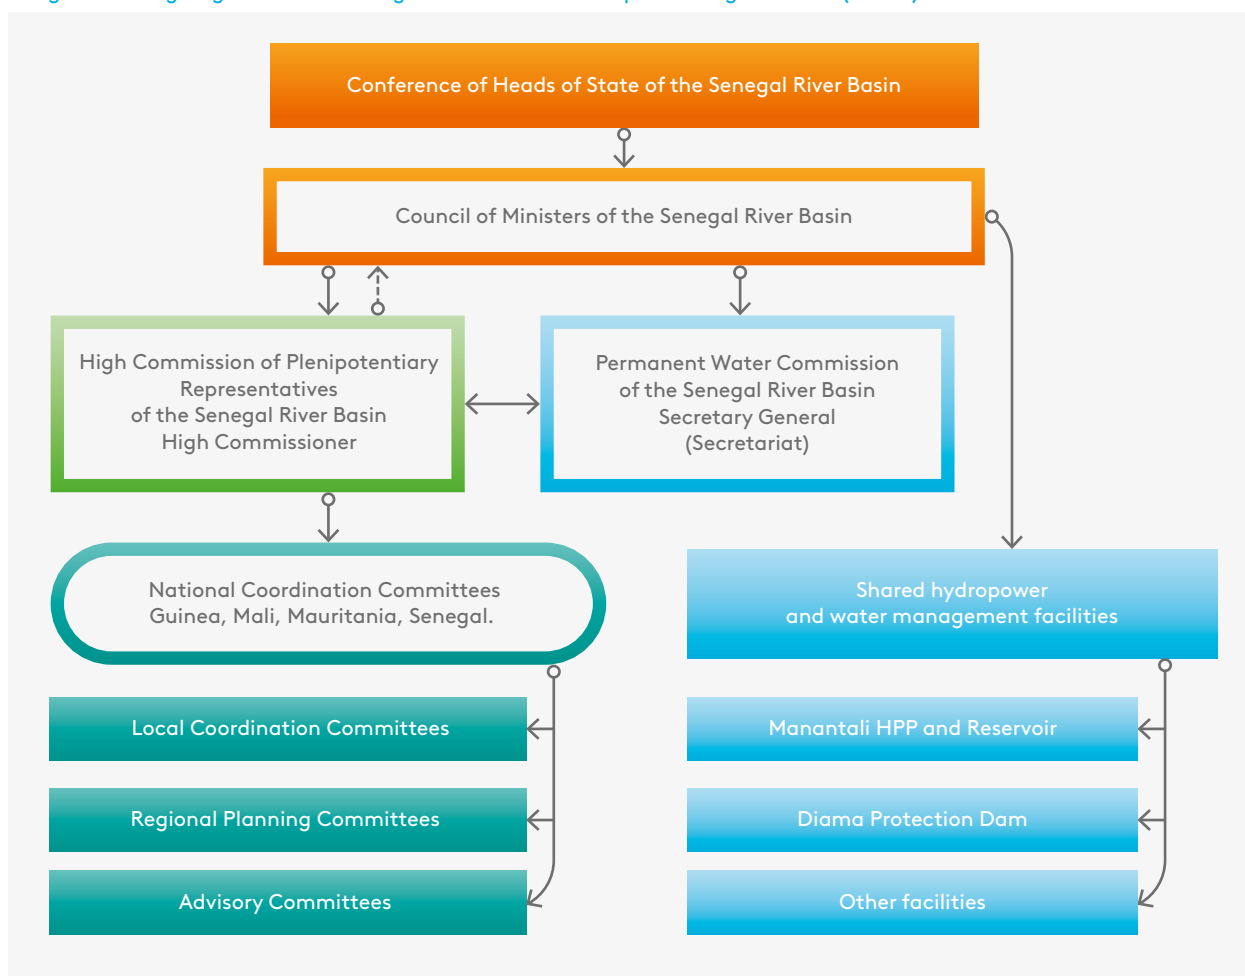 Conference of Heads of State of the Senegal River Basin
Council of Ministers of the Senegal River Basin
High Commission of Plenipotentiary
Representatives
of the Senegal River Basin
High Commissioner
Permanent Water Commission
of the Senegal River Basin
Secretary General
(Secretariat)
National Coordination Committees
Guinea, Mali, Mauritania, Senegal.
Shared hydropower
and water management facilities
Local Coordination Committees
Manantali HPP and Reservoir
Regional Planning Committees
Diama Protection Dam
Advisory Committees
Other facilities